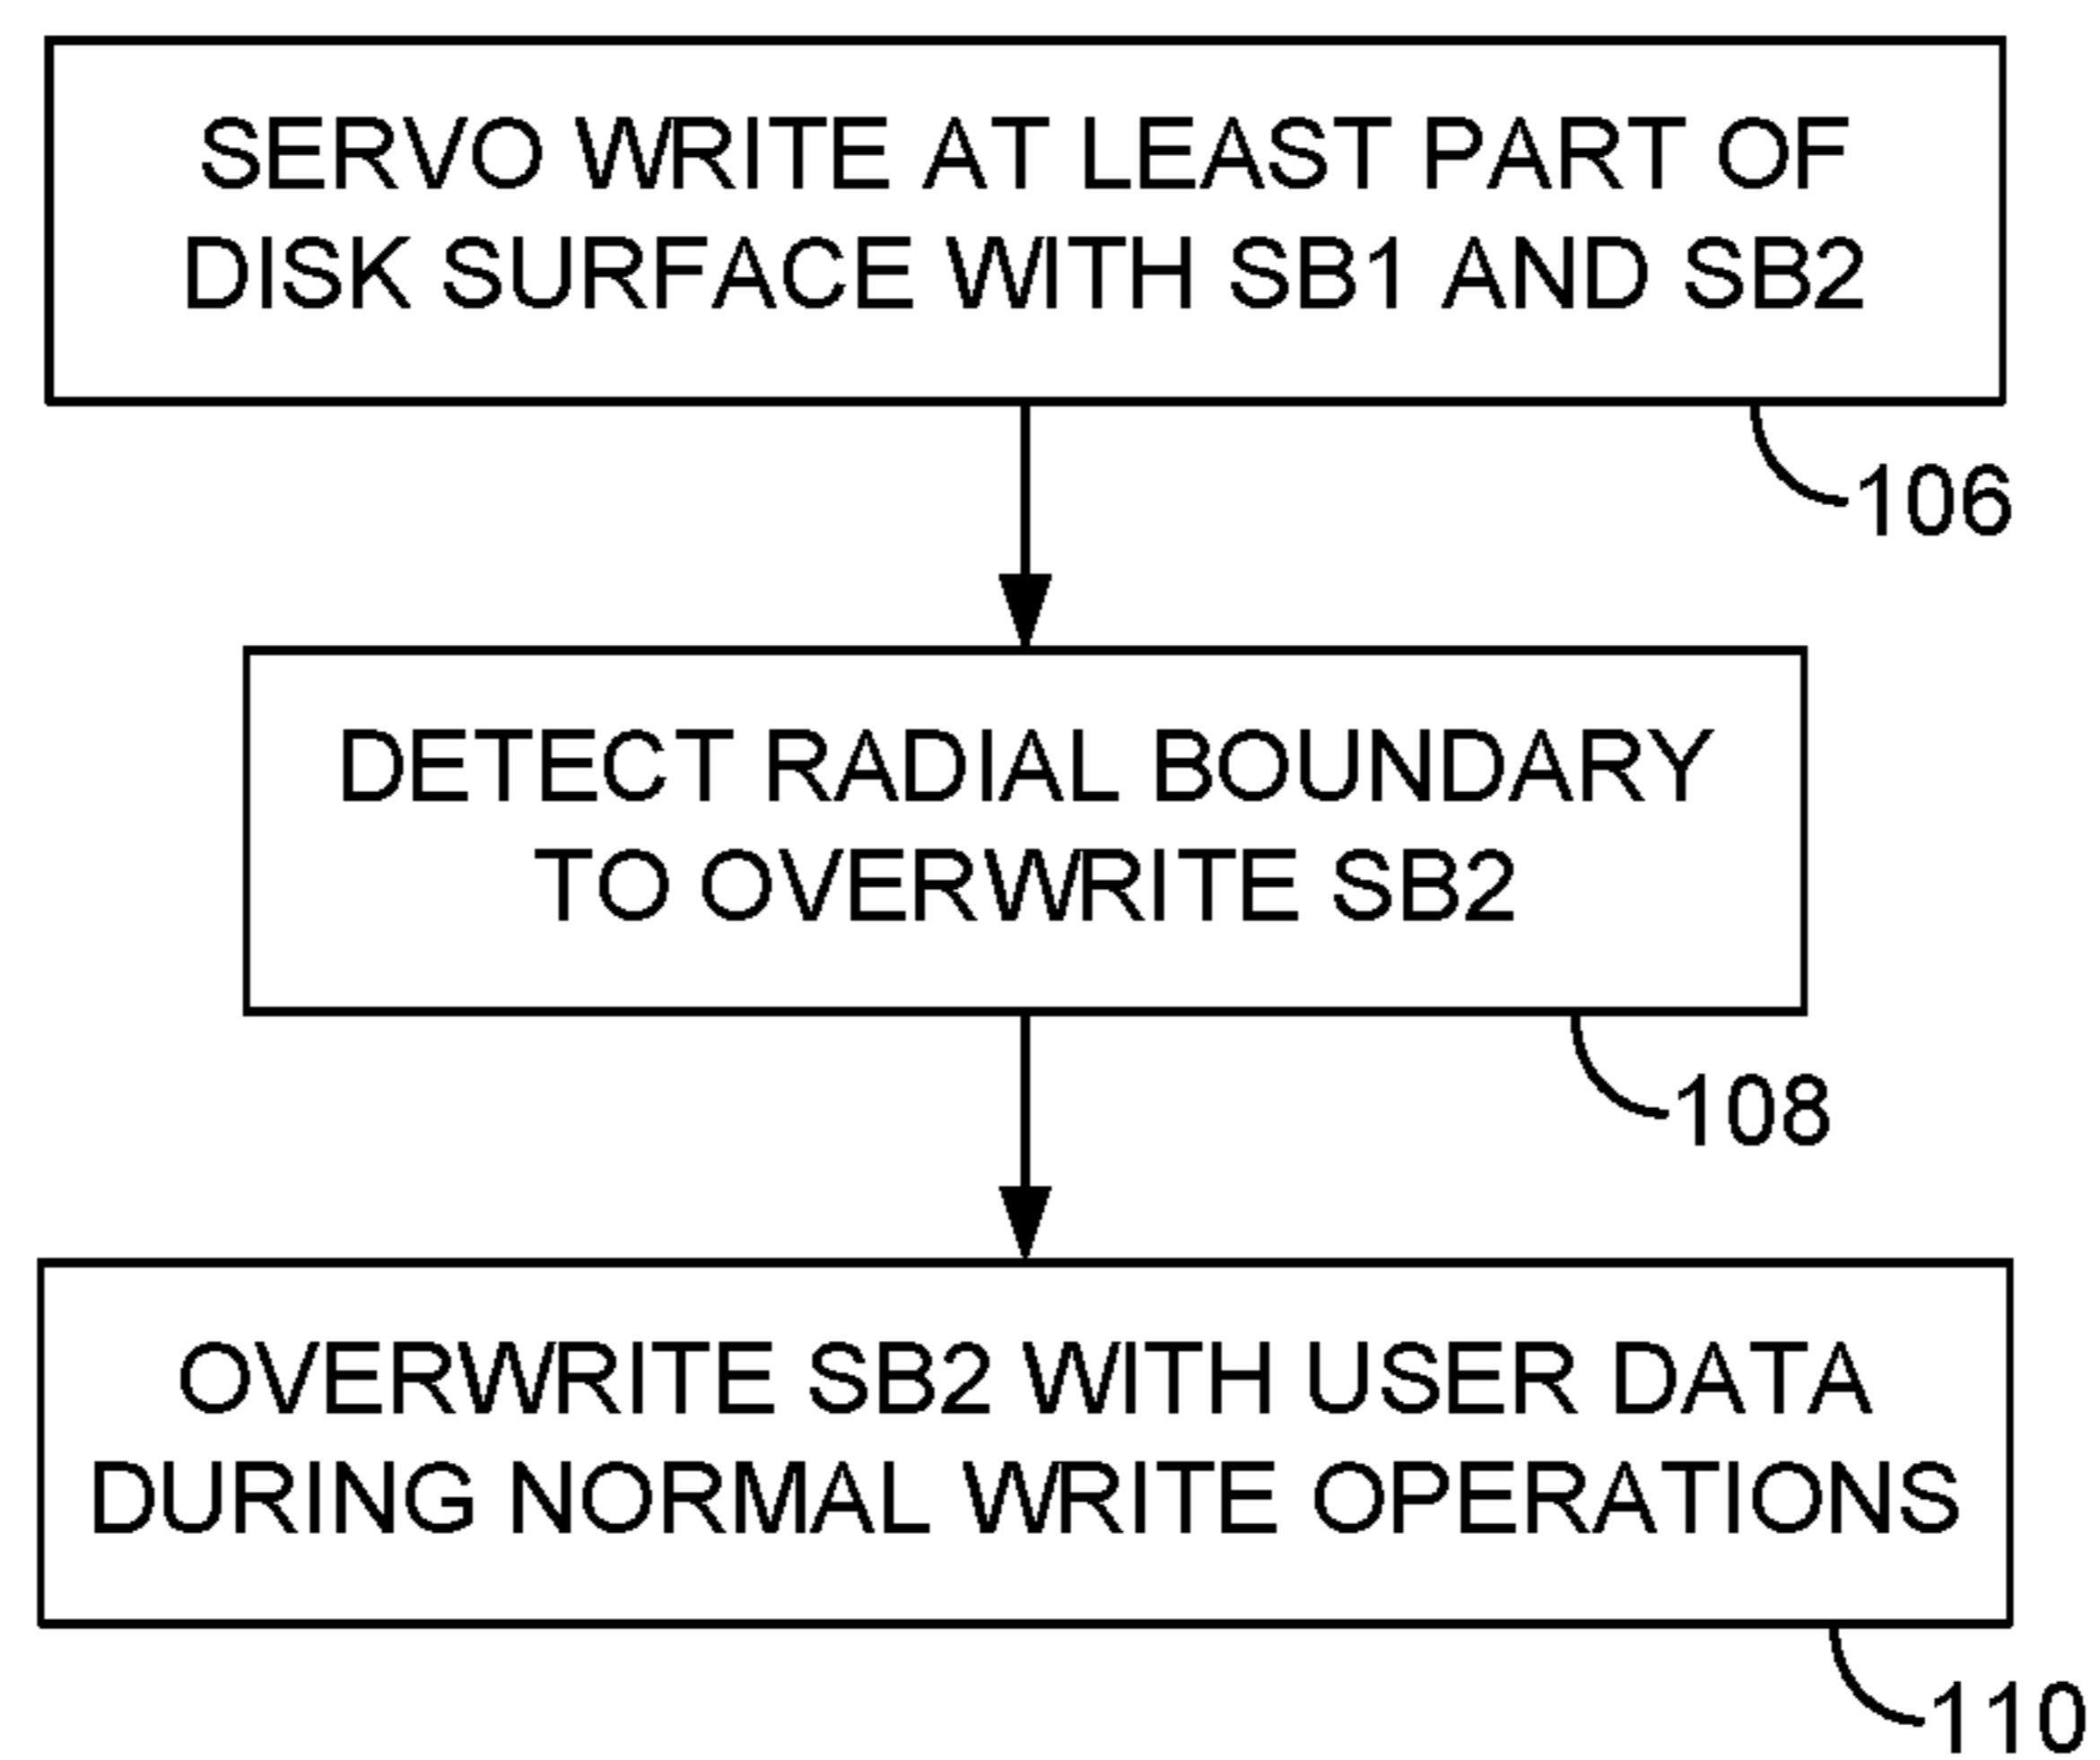 SERVO WRITE AT LEAST PART OF
DISK SURFACE WITH SB1 AND SB2
106
DETECT RADIAL BOUNDARY
TO OVERWRITE SB2
108
OVERWRITE SB2 WITH USER DATA
DURING NORMAL WRITE OPERATIONS
110